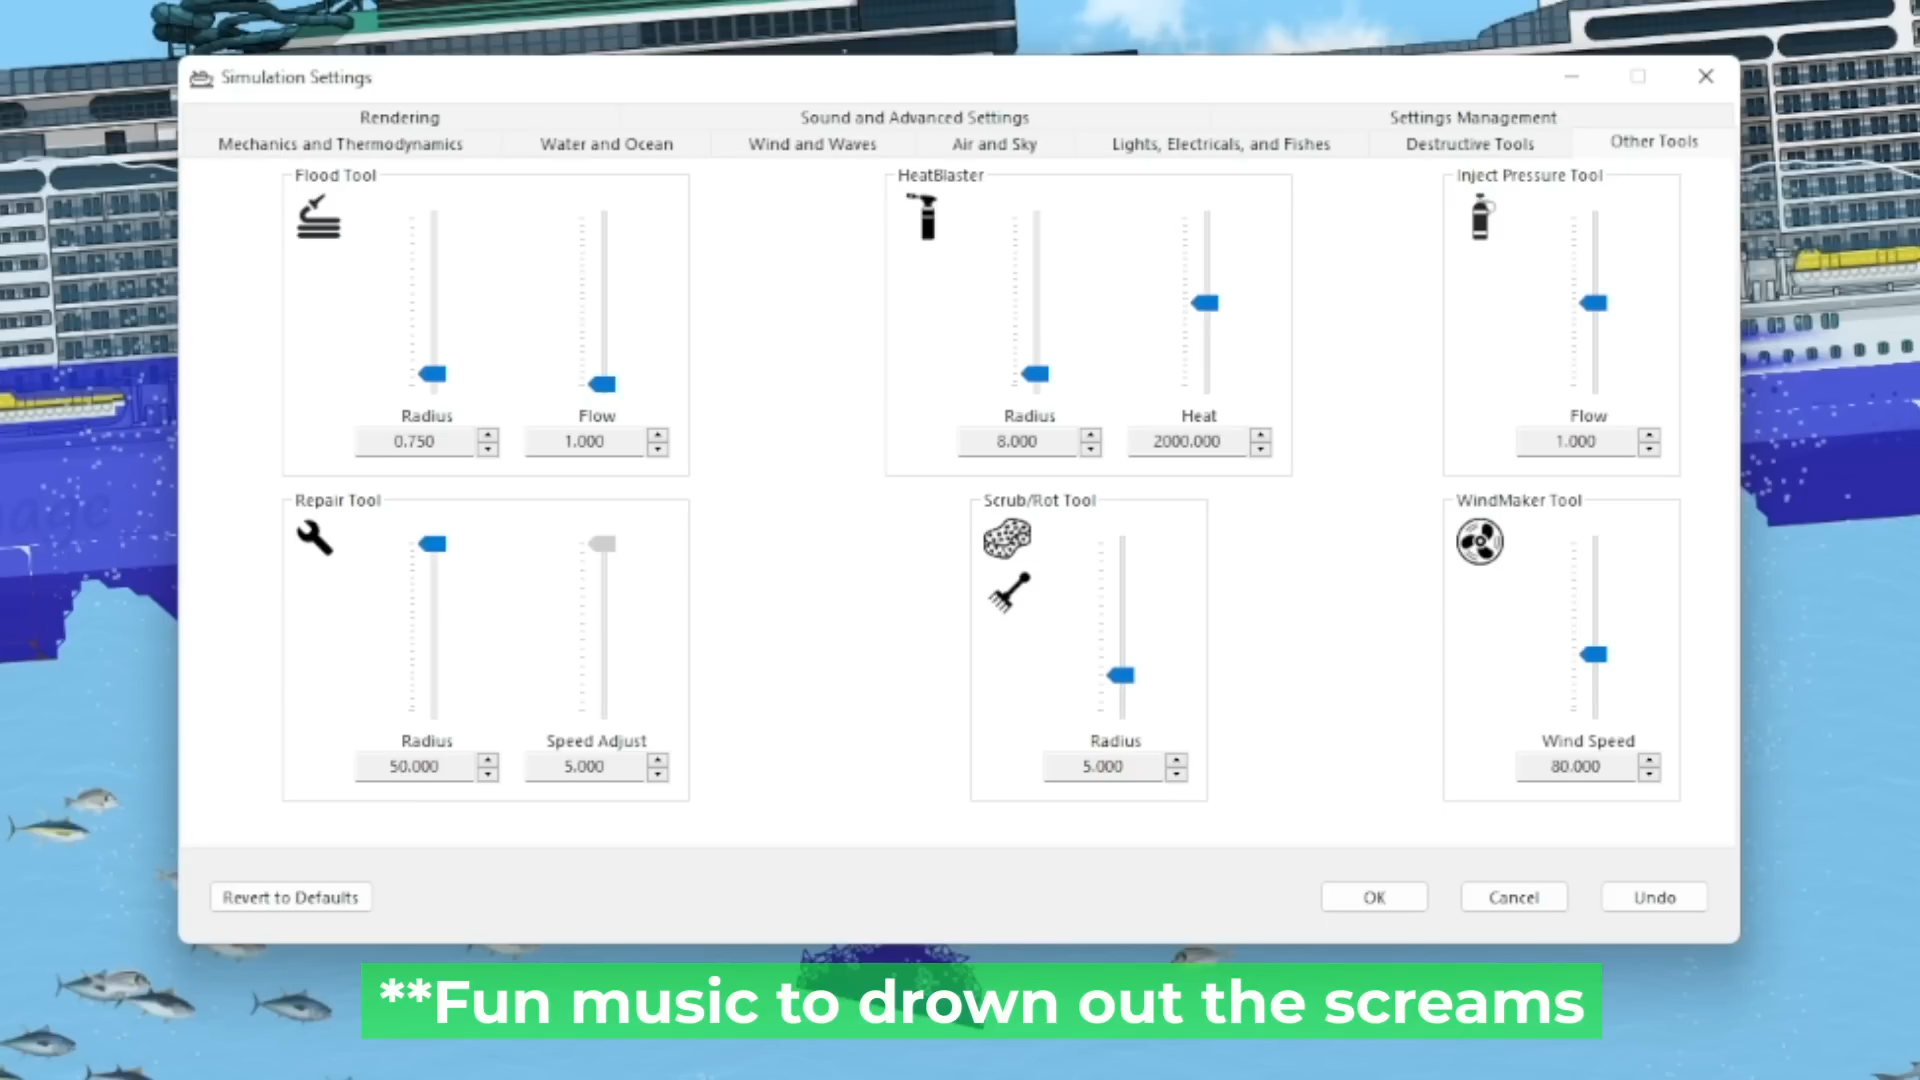 Simulation Settings
Rendering
Sound and Advanced Settings
Settings Management
Mechanics and Thermodynamics
Water and Ocean
Wind and Waves
Air and Sky
Lights, Electricals, and Fishes
Destructive Tools
Other Tools
Flood Tool
Radius
0.750
Flow
1.000
HeatBlaster
Radius
8.000
Heat
2000.000
Inject Pressure Tool
Flow
1.000
Repair Tool
Radius
50.000
Speed Adjust
5.000
Scrub/Rot Tool
Radius
5.000
WindMaker Tool
Wind Speed
80.000
Revert to Defaults
OK
Cancel
Undo
**Fun music to drown out the screams